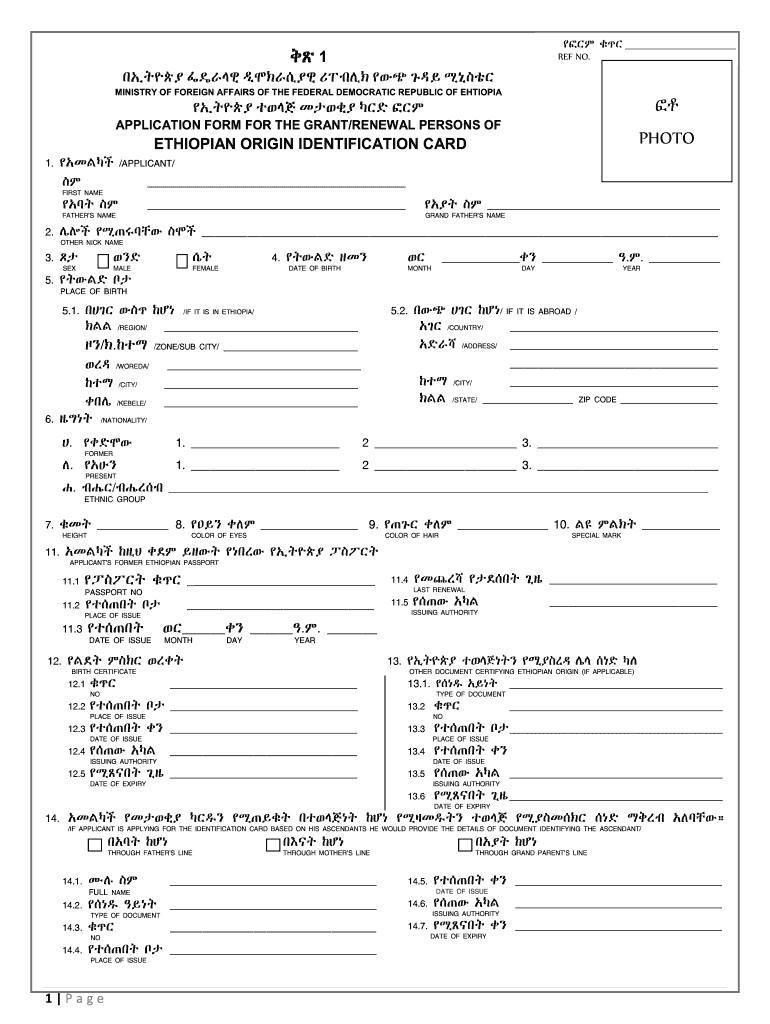 የፎርም ቁጥር
REF NO.
ፎቶ
PHOTO
ቅጽ 1
በኢትዮጵያ ፌዴራላዊ ዲሞክራሲያዊ ሪፐብሊክ የውጭ ጉዳይ ሚኒስቴር
MINISTRY OF FOREIGN AFFAIRS OF THE FEDERAL DEMOCRATIC REPUBLIC OF EHTIOPIA
የኢትዮጵያ ተወላጅ መታወቂያ ካርድ ፎርም
APPLICATION FORM FOR THE GRANT/RENEWAL PERSONS OF
ETHIOPIAN ORIGIN IDENTIFICATION CARD
1. የአመልካች /APPLICANT/
ስም
FIRST NAME
የአባት ስም የአያት ስም
FATHER'S NAME GRAND FATHER'S NAME
2. ሌሎች የሚጠሩባቸው ስሞች
OTHER NICK NAME
3. ጾታ ወንድ ሴት 4. የትውልድ ዘመን ወር ቀን ዓ.ም.
SEX MALE FEMALE DATE OF BIRTH MONTH DAY YEAR
5. የትውልድ ቦታ
PLACE OF BIRTH
5.1. በሀገር ውስጥ ከሆነ /IF IT IS IN ETHIOPIA/ 5.2. በውጭ ሀገር ከሆነ/ IF IT IS ABROAD /
ክልል /REGION/ አገር /COUNTRY/
ዞን/ክ.ከተማ /ZONE/SUB CITY/ አድራሻ /ADDRESS/
ወረዳ /WOREDA/
ከተማ /CITY/ ከተማ /CITY/
ቀበሌ /KEBELE/ ክልል /STATE/ ZIP CODE
6. ዜግነት /NATIONALITY/
ሀ. የቀድሞው 1. 2 3.
FORMER
ለ. የአሁን 1. 2 3.
PRESENT
ሐ. ብሔር/ብሔረሰብ
ETHNIC GROUP
7. ቁመት 8. የዐይን ቀለም 9. የጠጉር ቀለም 10. ልዩ ምልክት
HEIGHT COLOR OF EYES COLOR OF HAIR SPECIAL MARK
11. አመልካች ከዚህ ቀደም ይዘውት የነበረው የኢትዮጵያ ፓስፖርት
APPLICANT'S FORMER ETHIOPIAN PASSPORT
11.1 የፓስፖርት ቁጥር 11.4 የመጨረሻ የታደሰበት ጊዜ
PASSPORT NO LAST RENEWAL
11.2 የተሰጠበት ቦታ 11.5 የሰጠው አካል
PLACE OF ISSUE ISSUING AUTHORITY
11.3 የተሰጠበት ወር ቀን ዓ.ም.
DATE OF ISSUE MONTH DAY YEAR
12. የልደት ምስክር ወረቀት 13. የኢትዮጵያ ተወላጅነትን የሚያስረዳ ሌላ ሰነድ ካለ
BIRTH CERTIFICATE OTHER DOCUMENT CERTIFYING ETHIOPIAN ORIGIN (IF APPLICABLE)
12.1 ቁጥር 13.1. የሰነዱ አይነት
NO TYPE OF DOCUMENT
12.2 የተሰጠበት ቦታ 13.2 ቁጥር
PLACE OF ISSUE NO
12.3 የተሰጠበት ቀን 13.3 የተሰጠበት ቦታ
DATE OF ISSUE PLACE OF ISSUE
12.4 የሰጠው አካል 13.4 የተሰጠበት ቀን
ISSUING AUTHORITY DATE OF ISSUE
12.5 የሚጸናበት ጊዜ 13.5 የሰጠው አካል
DATE OF EXPIRY ISSUING AUTHORITY
13.6 የሚጸናበት ጊዜ
DATE OF EXPIRY
14. አመልካች የመታወቂያ ካርዱን የሚጠይቁት በተወላጅነት ከሆነ የሚዛመዱትን ተወላጅ የሚያስመሰክር ሰነድ ማቅረብ አለባቸው።
/IF APPLICANT IS APPLYING FOR THE IDENTIFICATION CARD BASED ON HIS ASCENDANTS HE WOULD PROVIDE THE DETAILS OF DOCUMENT IDENTIFYING THE ASCENDANT/
በአባት ከሆነ በእናት ከሆነ በአያት ከሆነ
THROUGH FATHER'S LINE THROUGH MOTHER'S LINE THROUGH GRAND PARENT'S LINE
14.1. ሙሉ ስም 14.5. የተሰጠበት ቀን
FULL NAME DATE OF ISSUE
14.2. የሰነዱ ዓይነት 14.6. የሰጠው አካል
TYPE OF DOCUMENT ISSUING AUTHORITY
14.3. ቁጥር 14.7. የሚጸናበት ቀን
NO DATE OF EXPIRY
14.4. የተሰጠበት ቦታ
PLACE OF ISSUE
1 | Page